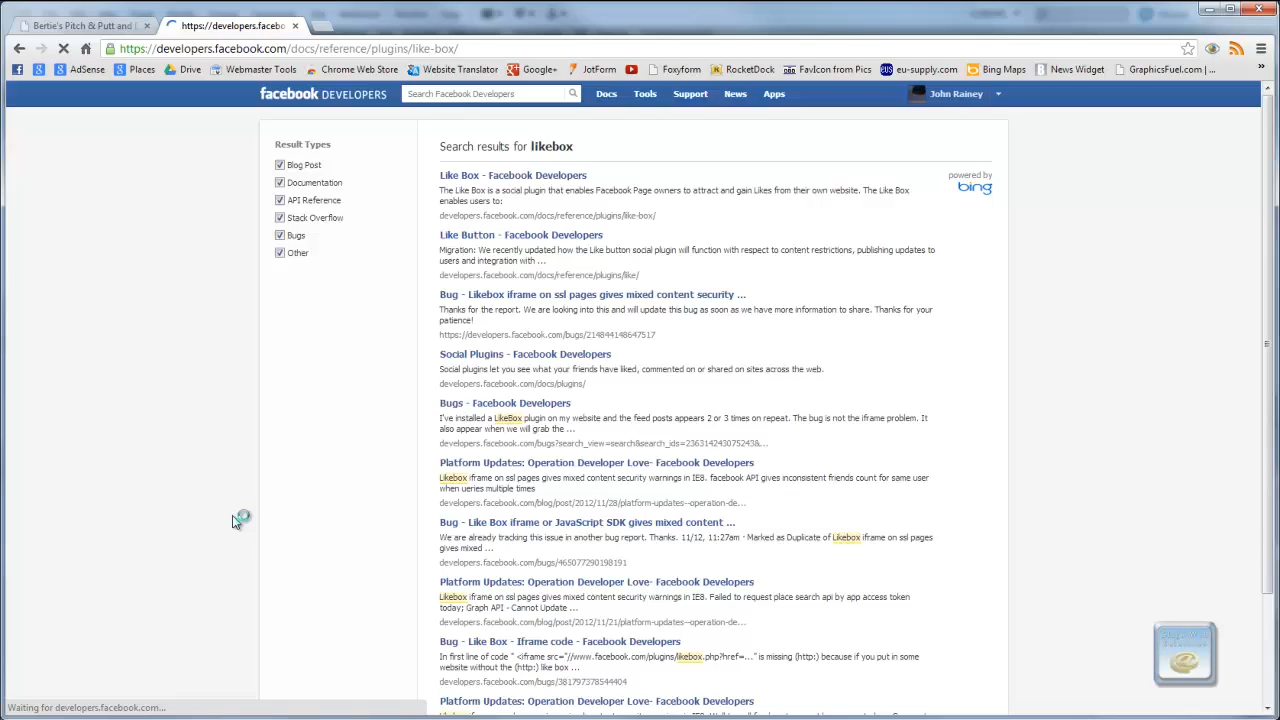 Bertie's Pitch & Putt and [
https://developers.facebo
https://developers.facebook.com/docs/reference/plugins/like-box/
AdSense Places Drive Webmaster Tools Chrome Web Store Website Translator Google+ JotForm Foxyform RocketDock FavIcon from Pics eu-supply.com Bing Maps News Widget GraphicsFuel.com | ...
facebook DEVELOPERS Search Facebook Developers Docs Tools Support News Apps John Rainey
Result Types
Blog Post
Documentation
API Reference
Stack Overflow
Bugs
Other
Search results for likebox
powered by
bing
Like Box - Facebook Developers
The Like Box is a social plugin that enables Facebook Page owners to attract and gain Likes from their own website. The Like Box
enables users to:
developers.facebook.com/docs/reference/plugins/like-box/
Like Button - Facebook Developers
Migration: We recently updated how the Like button social plugin will function with respect to content restrictions, publishing updates to
users and integration with ...
developers.facebook.com/docs/reference/plugins/like/
Bug - Likebox iframe on ssl pages gives mixed content security ...
Thanks for the report. We are looking into this and will update this bug as soon as we have more information to share. Thanks for your
patience!
https://developers.facebook.com/bugs/214844148647517
Social Plugins - Facebook Developers
Social plugins let you see what your friends have liked, commented on or shared on sites across the web.
developers.facebook.com/docs/plugins/
Bugs - Facebook Developers
I've installed a LikeBox plugin on my website and the feed posts appears 2 or 3 times on repeat. The bug is not the iframe problem. It
also appear when we will grab the ...
developers.facebook.com/bugs?search_view=search&search_ids=236314243075243&...
Platform Updates: Operation Developer Love- Facebook Developers
Likebox iframe on ssl pages gives mixed content security warnings in IE8. facebook API gives inconsistent friends count for same user
when ueries multiple times
developers.facebook.com/blog/post/2012/11/28/platform-updates--operation-de...
Bug - Like Box iframe or JavaScript SDK gives mixed content ...
We are already tracking this issue in another bug report. Thanks. 11/12, 11:27am · Marked as Duplicate of Likebox iframe on ssl pages
gives mixed ...
developers.facebook.com/bugs/465077290198191
Platform Updates: Operation Developer Love- Facebook Developers
Likebox iframe on ssl pages gives mixed content security warnings in IE8. Failed to request place search api by app access token
today; Graph API - Cannot Update ...
developers.facebook.com/blog/post/2012/11/21/platform-updates--operation-de...
Bug - Like Box - Iframe code - Facebook Developers
In first line of code " <iframe src="//www.facebook.com/plugins/likebox.php?href=..." is missing (http:) because if you put in some
website without the (http:) like box ...
developers.facebook.com/bugs/381797378544404
Platform Updates: Operation Developer Love- Facebook Developers
Waiting for developers.facebook.com...